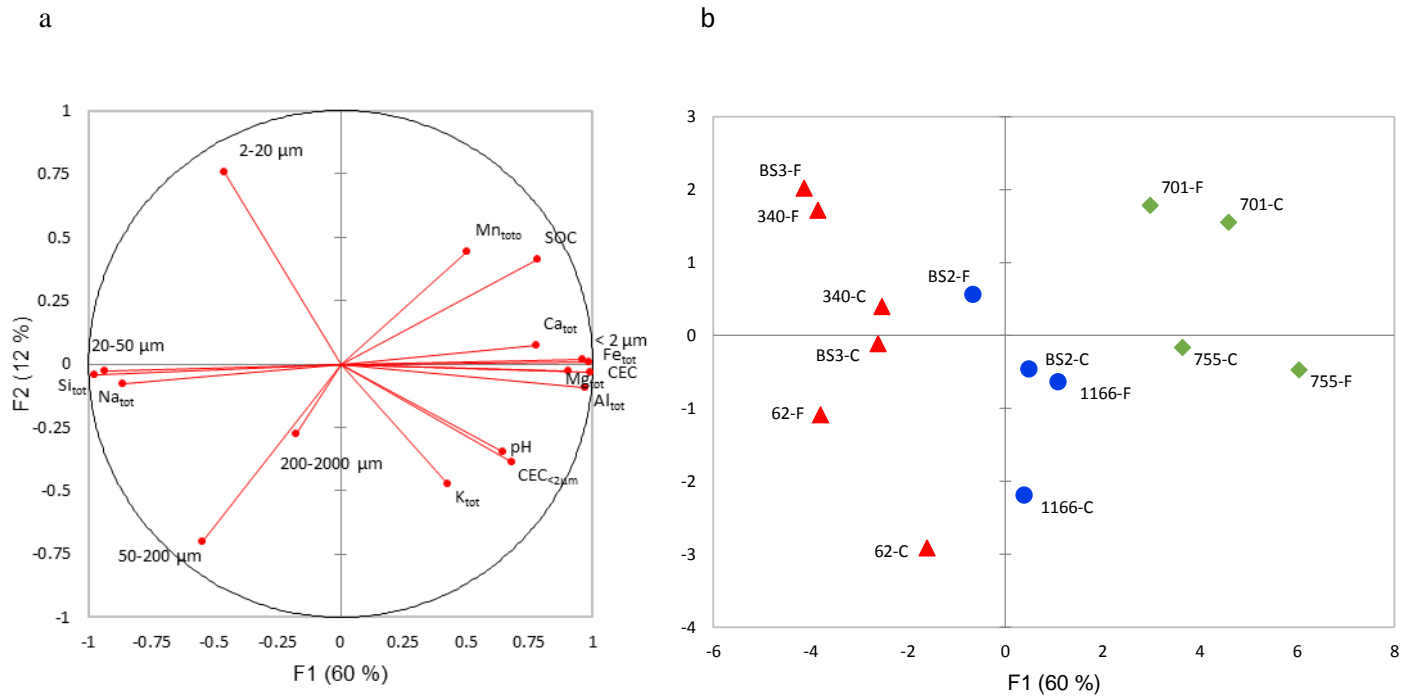 a
b
1
0.75
0.5
0.25
0
-0.25
-0.5
-0.75
-1
-1 -0.75 -0.5 -0.25 0 0.25 0.5 0.75 1
F2 (12 %)
F1 (60 %)
2-20 µm
Mntoto
SOC
Catot
< 2 µm
20-50 µm
Fetot
CEC
Sitot
Natot
Mgtot
Altot
pH
200-2000 µm
CEC<2µm
Ktot
50-200 µm
3
2
1
0
-1
-2
-3
-4
-6 -4 -2 0 2 4 6 8
F1 (60 %)
BS3-F
340-F
701-F
701-C
BS2-F
340-C
BS3-C
BS2-C
755-C
1166-F
755-F
62-F
1166-C
62-C